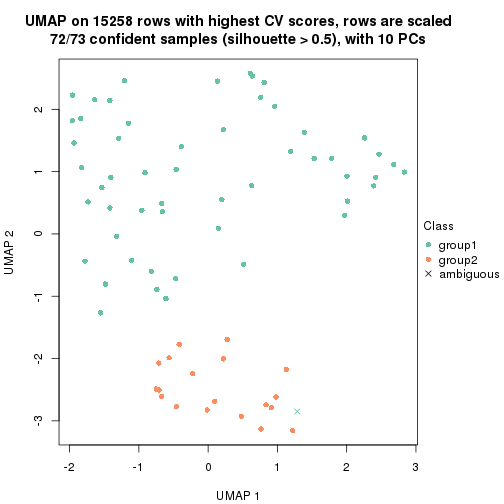 UMAP on 15258 rows with highest CV scores, rows are scaled
72/73 confident samples (silhouette > 0.5), with 10 PCs
2
1
0
-1
-2
-3
UMAP 2
-2
-1
0
1
2
3
UMAP 1
Class
group1
group2
ambiguous